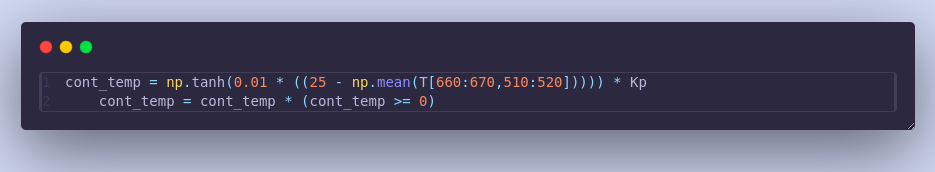 1 cont_temp = np.tanh(0.01 * ((25 - np.mean(T[660:670,510:520])))) * Kp
2     cont_temp = cont_temp * (cont_temp >= 0)